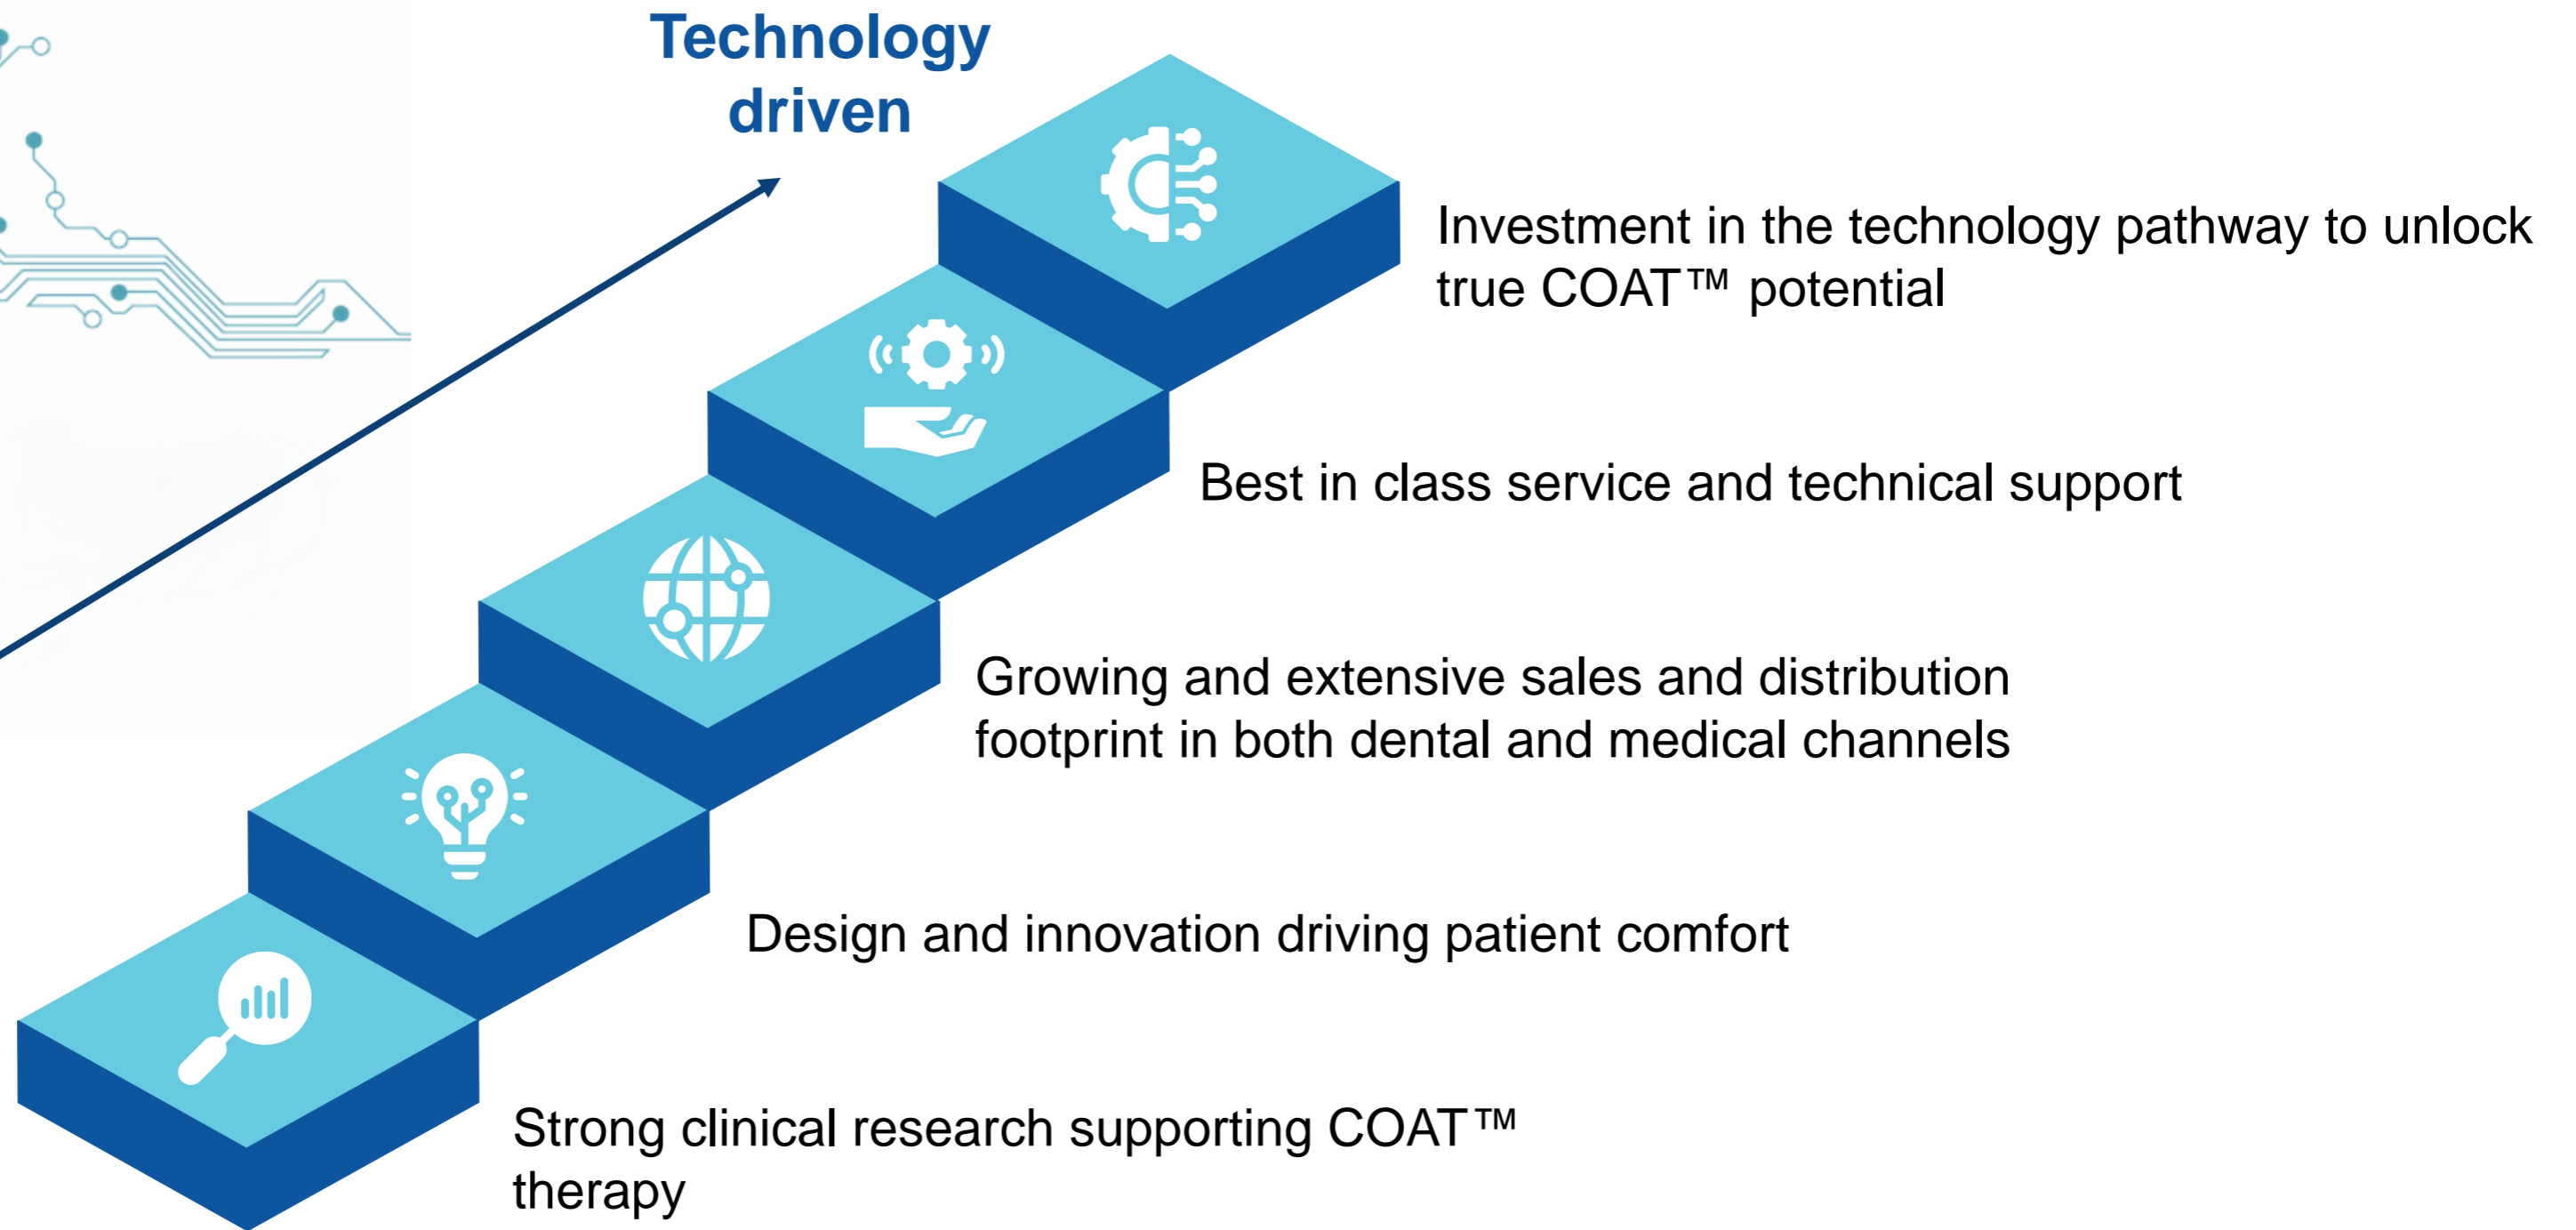 Technology
driven
Investment in the technology pathway to unlock
true COAT™ potential
Best in class service and technical support
Growing and extensive sales and distribution
footprint in both dental and medical channels
Design and innovation driving patient comfort
Strong clinical research supporting COAT™
therapy